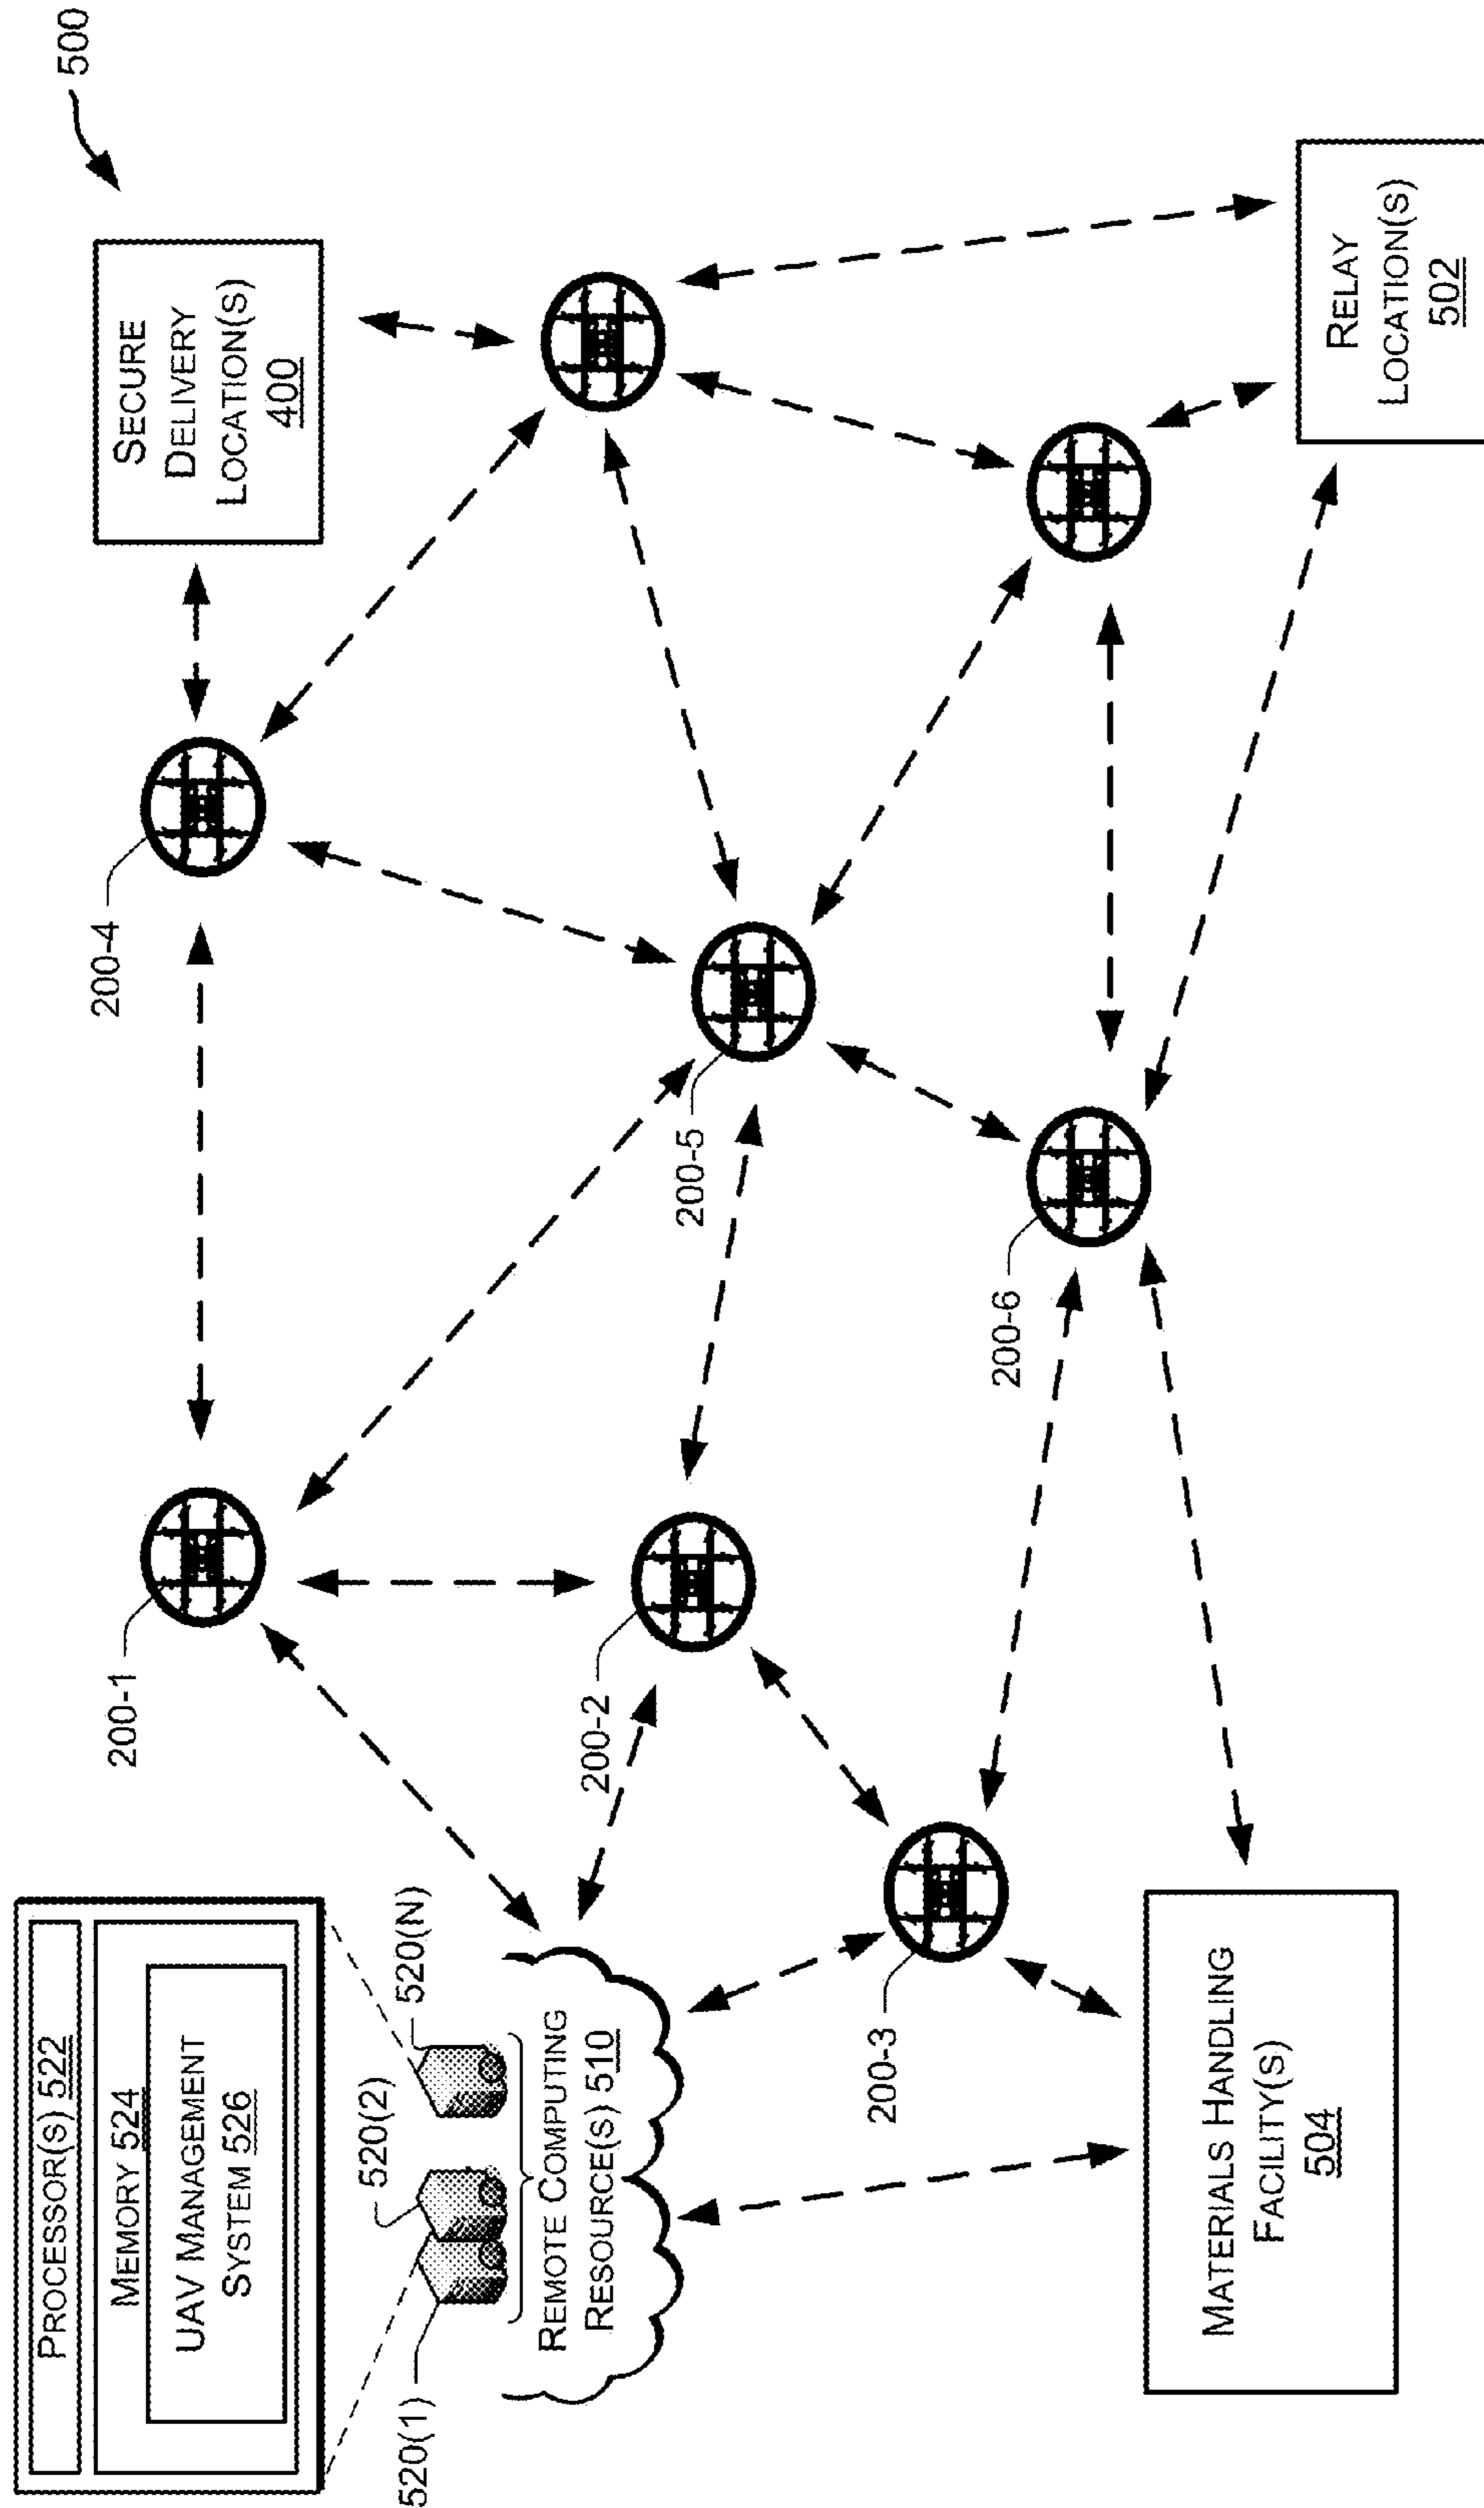 500
PROCESSOR(S) 522
MEMORY 524
UAV MANAGEMENT
SYSTEM 526
520(1)
520(2)
520(N)
REMOTE COMPUTING
RESOURCE(S) 510
200-1
200-4
SECURE
DELIVERY
LOCATION(S)
400
200-2
200-5
200-3
200-6
MATERIALS HANDLING
FACILITY(S)
504
RELAY
LOCATION(S)
502